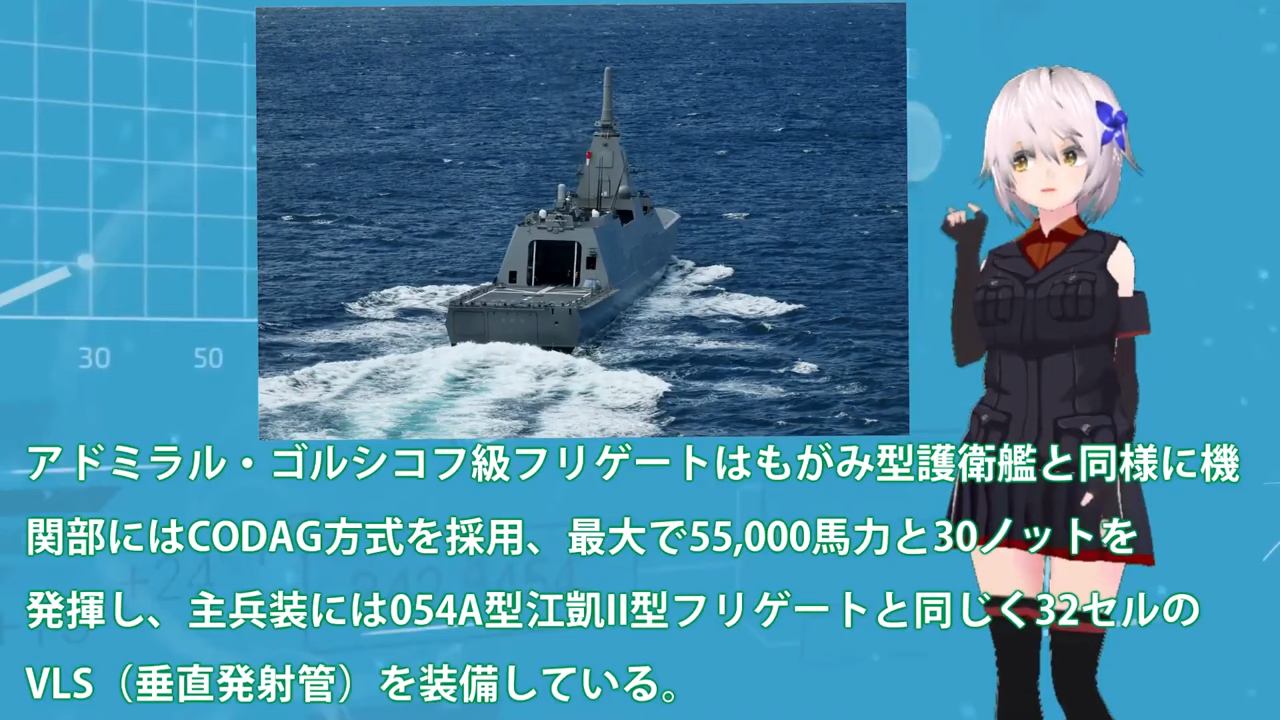 30 50
アドミラル・ゴルシコフ級フリゲートはもがみ型護衛艦と同様に機
関部にはCODAG方式を採用、最大で55,000馬力と30ノットを
発揮し、主兵装には054A型江凱II型フリゲートと同じく32セルの
VLS（垂直発射管）を装備している。